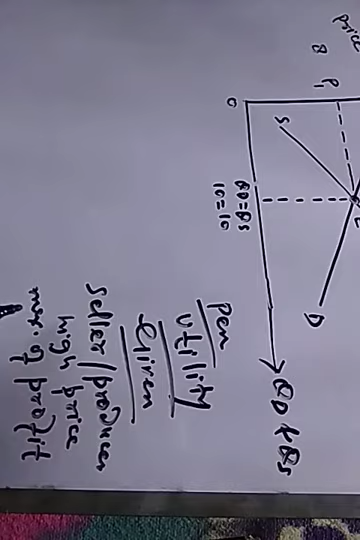 Price
8
P1
E
S
D
0
QD=QS
10=10
QD & QS
Pen
utility
Given
seller/producer
high price
max. of profit